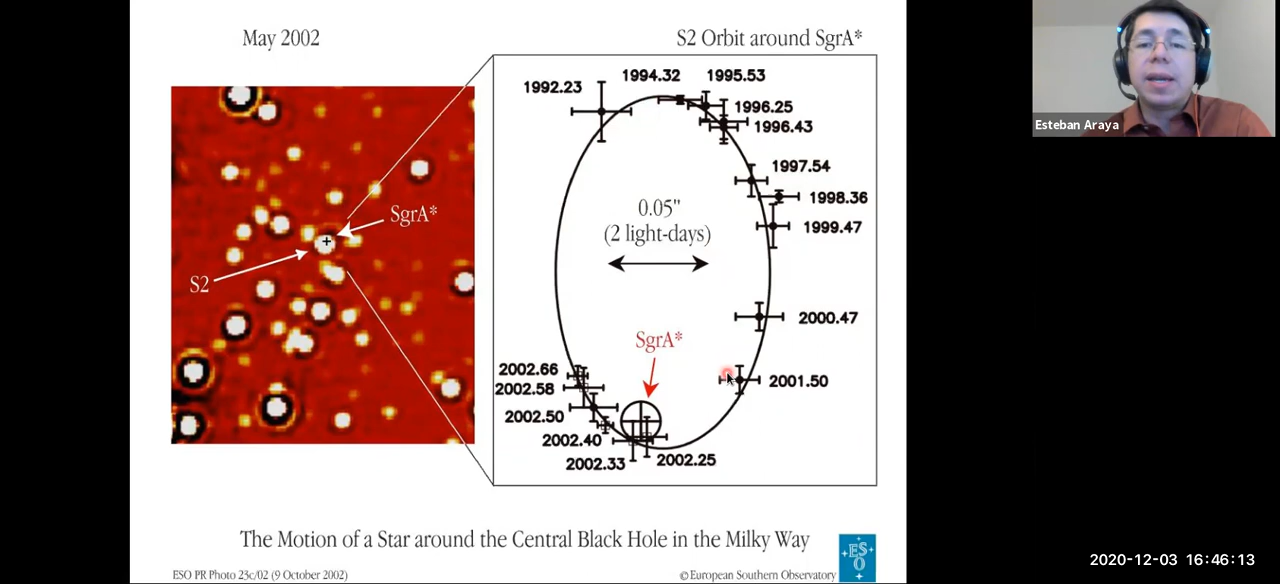 May 2002
S2 Orbit around SgrA*
SgrA*
S2
1992.23
1994.32
1995.53
1996.25
1996.43
1997.54
1998.36
1999.47
2000.47
2001.50
0.05"
(2 light-days)
SgrA*
2002.66
2002.58
2002.50
2002.40
2002.33
2002.25
The Motion of a Star around the Central Black Hole in the Milky Way
ESO PR Photo 23c/02 (9 October 2002)
© European Southern Observatory
ESO
Esteban Araya
2020-12-03 16:46:13